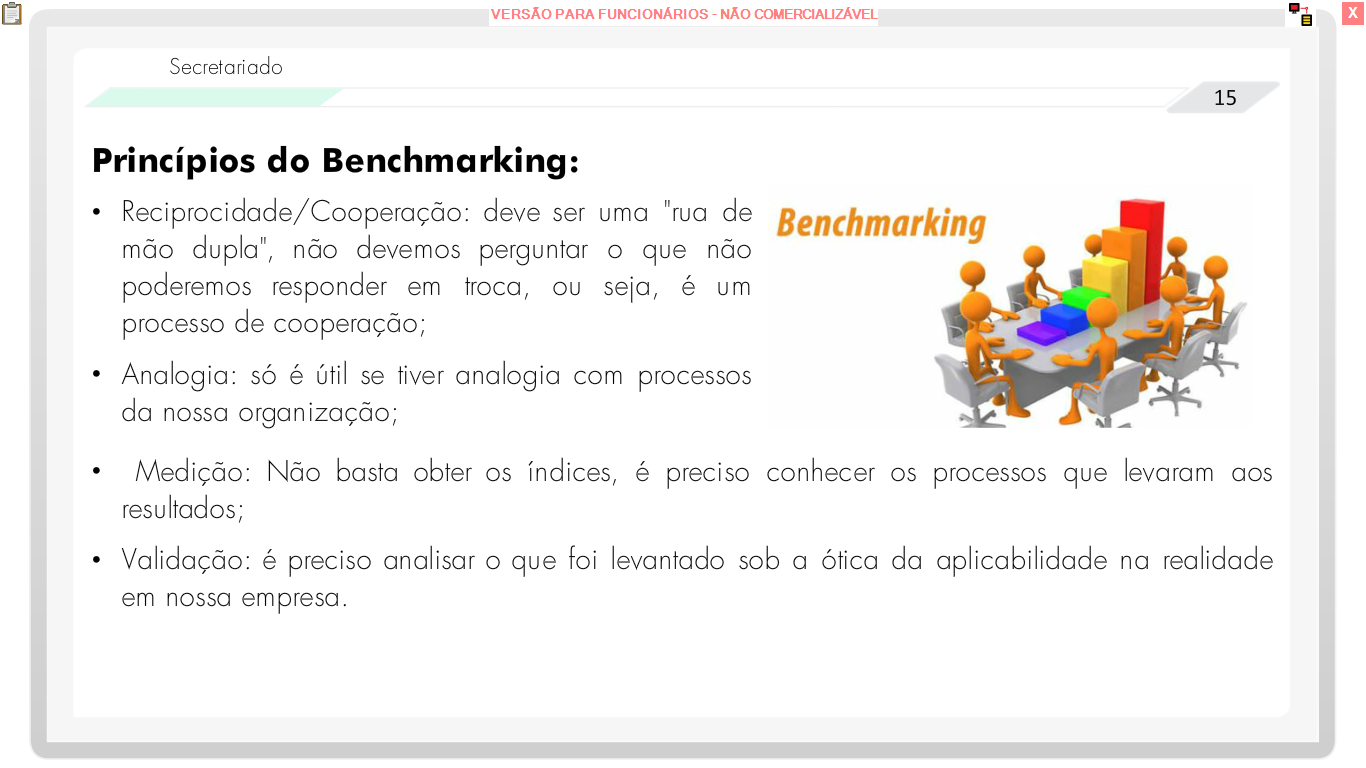 VERSÃO PARA FUNCIONÁRIOS - NÃO COMERCIALIZÁVEL
X
Secretariado
15
Princípios do Benchmarking:
• Reciprocidade/Cooperação: deve ser uma "rua de
mão dupla", não devemos perguntar o que não
poderemos responder em troca, ou seja, é um
processo de cooperação;
Benchmarking
• Analogia: só é útil se tiver analogia com processos
da nossa organização;
• Medição: Não basta obter os índices, é preciso conhecer os processos que levaram aos
resultados;
• Validação: é preciso analisar o que foi levantado sob a ótica da aplicabilidade na realidade
em nossa empresa.